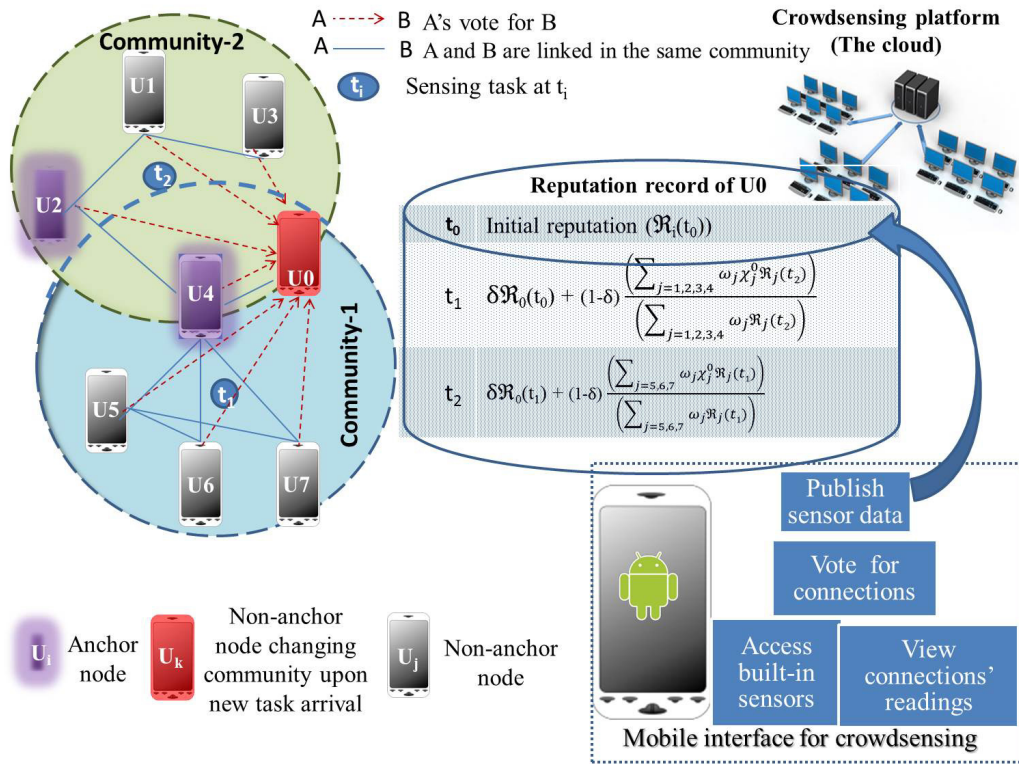 A B A's vote for B
A B A and B are linked in the same community
tᵢ Sensing task at tᵢ
Crowdsensing platform
(The cloud)
Community-2
U1
U3
t₂
U2
U0
U4
Community-1
U5
t₁
U6
U7
Reputation record of U0
t₀ Initial reputation (ℜᵢ(t₀))
t₁ δℜ₀(t₀) + (1-δ) (∑ⱼ₌₁,₂,₃,₄ ωⱼχⱼ⁰ℜⱼ(t₂)) / (∑ⱼ₌₁,₂,₃,₄ ωⱼℜⱼ(t₂))
t₂ δℜ₀(t₁) + (1-δ) (∑ⱼ₌₅,₆,₇ ωⱼχⱼ⁰ℜⱼ(t₁)) / (∑ⱼ₌₅,₆,₇ ωⱼℜⱼ(t₁))
Publish
sensor data
Vote for
connections
Access
built-in
sensors
View
connections'
readings
Mobile interface for crowdsensing
Uᵢ
Anchor
node
Uₖ
Non-anchor
node changing
community upon
new task arrival
Uⱼ
Non-anchor
node